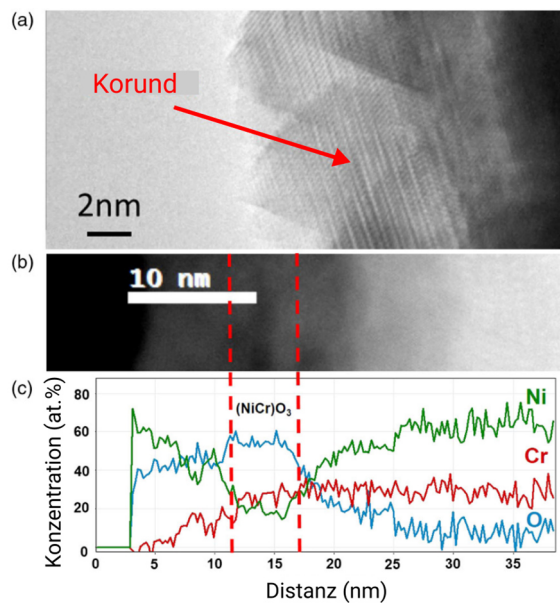 (a)
Korund
2nm
(b)
10 nm
(c)
Konzentration (at.%)
80
60
40
20
0
(NiCr)O3
Ni
Cr
O
0 5 10 15 20 25 30 35
Distanz (nm)